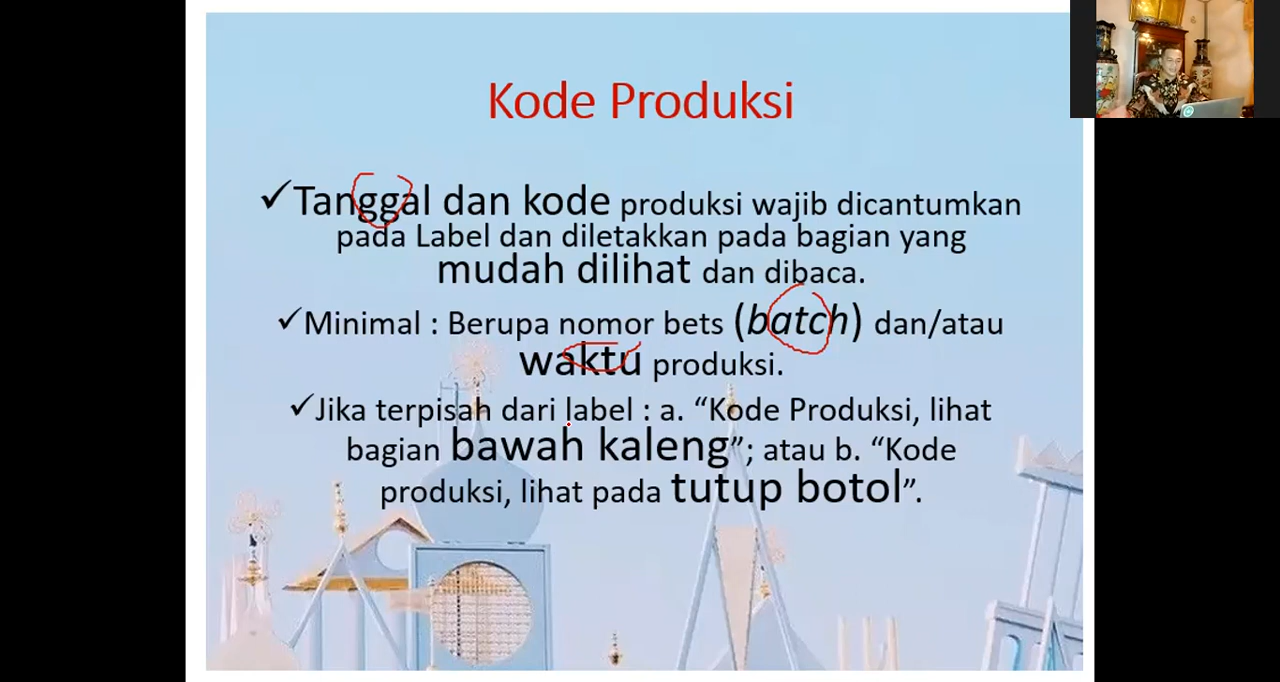 Kode Produksi
✓Tanggal dan kode produksi wajib dicantumkan
pada Label dan diletakkan pada bagian yang
mudah dilihat dan dibaca.
✓Minimal : Berupa nomor bets (batch) dan/atau
waktu produksi.
✓Jika terpisah dari label : a. “Kode Produksi, lihat
bagian bawah kaleng”; atau b. “Kode
produksi, lihat pada tutup botol”.